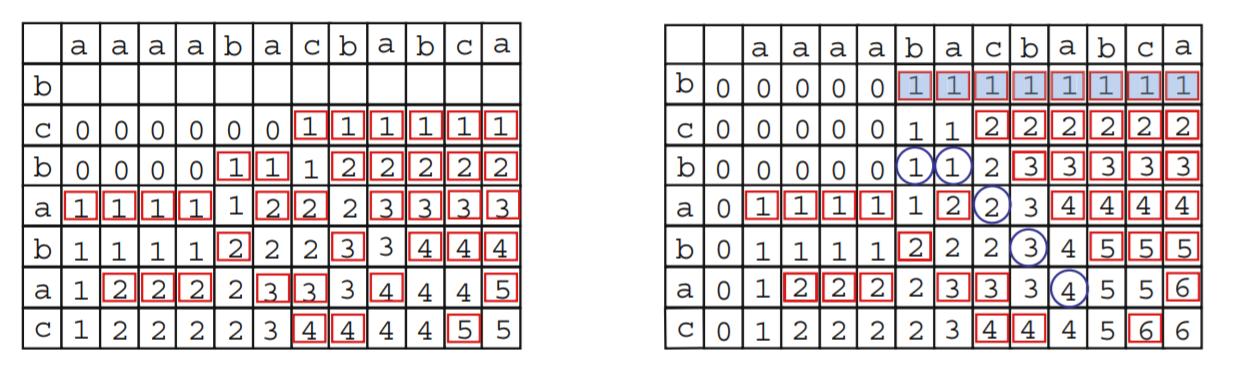 a a a a b a c b a b c a
b
c 0 0 0 0 0 0 1 1 1 1 1 1
b 0 0 0 0 1 1 1 2 2 2 2 2
a 1 1 1 1 1 2 2 2 3 3 3 3
b 1 1 1 1 2 2 2 3 3 4 4 4
a 1 2 2 2 2 3 3 3 4 4 4 5
c 1 2 2 2 2 3 4 4 4 4 5 5
a a a a b a c b a b c a
b 0 0 0 0 0 1 1 1 1 1 1 1 1
c 0 0 0 0 0 1 1 2 2 2 2 2 2
b 0 0 0 0 0 1 1 2 3 3 3 3 3
a 0 1 1 1 1 1 2 2 3 4 4 4 4
b 0 1 1 1 1 2 2 2 3 4 5 5 5
a 0 1 2 2 2 2 3 3 3 4 5 5 6
c 0 1 2 2 2 2 3 4 4 4 5 6 6